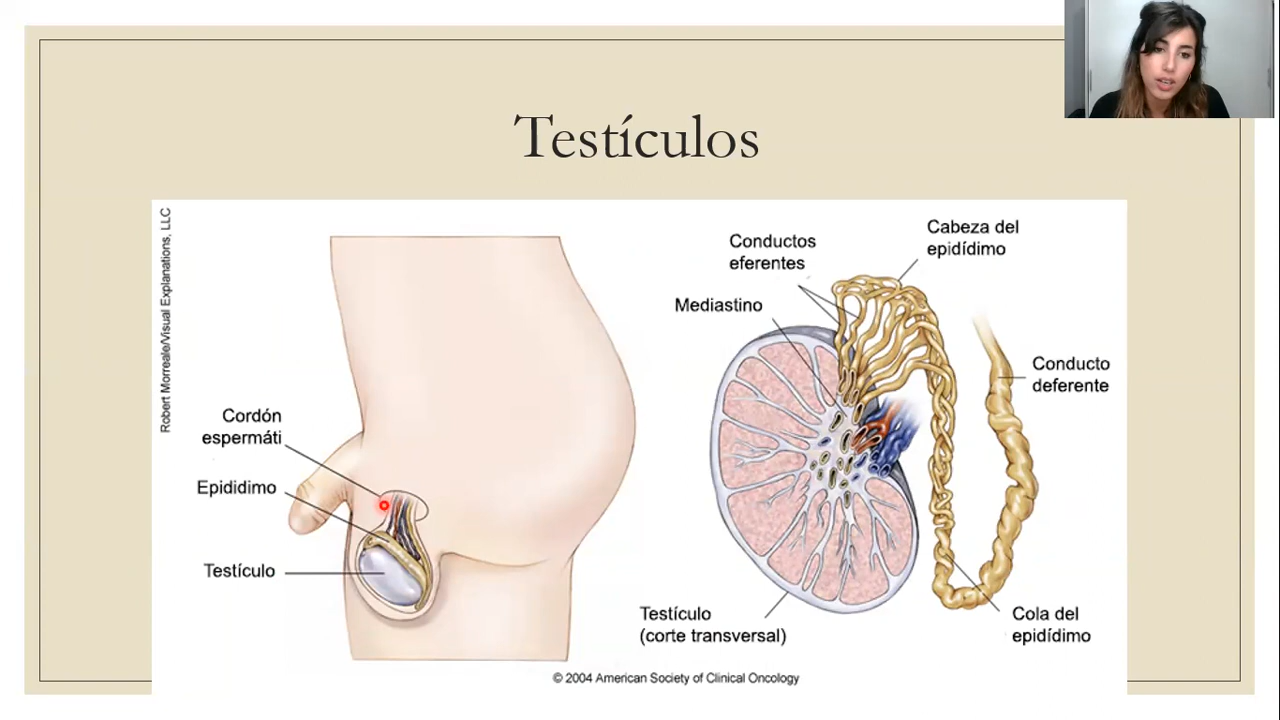 Testículos
Robert Morreale/Visual Explanations, LLC
Cordón
espermáti
Epididimo
Testículo
Conductos
eferentes
Cabeza del
epidídimo
Mediastino
Conducto
deferente
Testículo
(corte transversal)
Cola del
epidídimo
© 2004 American Society of Clinical Oncology